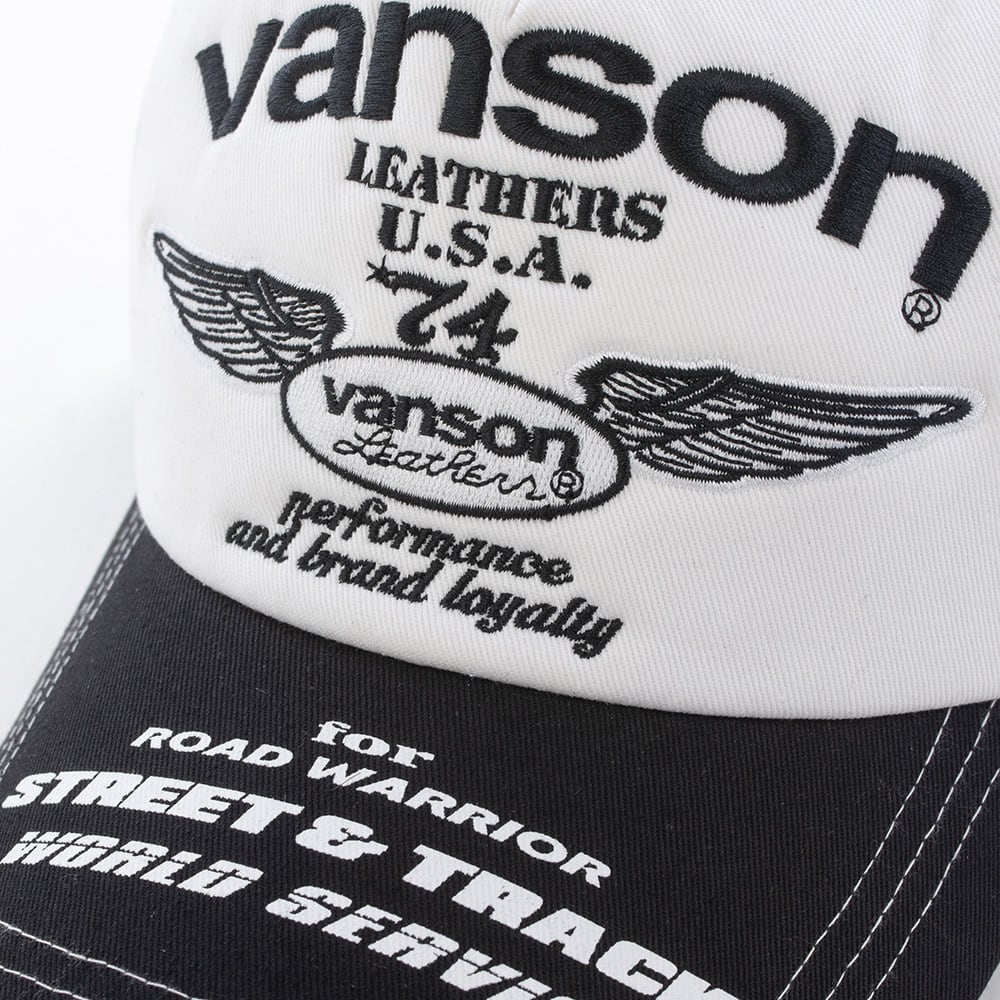 vanson
LEATHERS
U.S.A.
'74
vanson
Leathers ®
performance
and brand loyalty
for
ROAD WARRIOR
STREET & TRACK
WORLD SERVIC